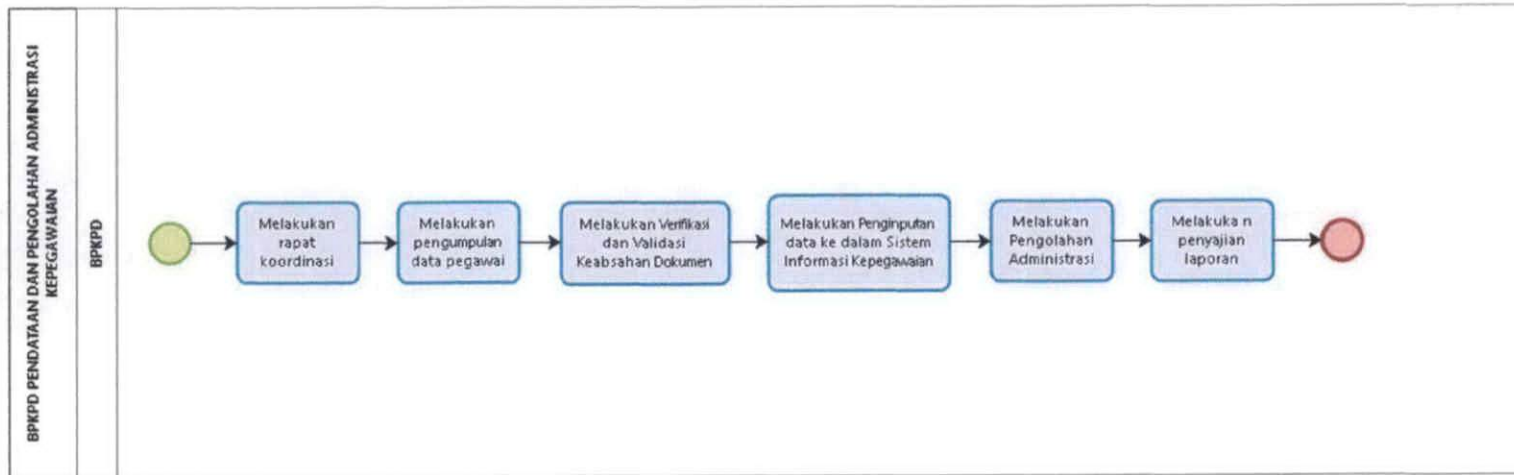 BPKPD PENDATAAN DAN PENGOLAHAN ADMINISTRASI
KEPEGAWAIAN
BPKPD
Melakukan
rapat
koordinasi
Melakukan
pengumpulan
data pegawai
Melakukan Verifikasi
dan Validasi
Keabsahan Dokumen
Melakukan Penginputan
data ke dalam Sistem
Informasi Kepegawaian
Melakukan
Pengolahan
Administrasi
Melakuka n
penyajian
laporan